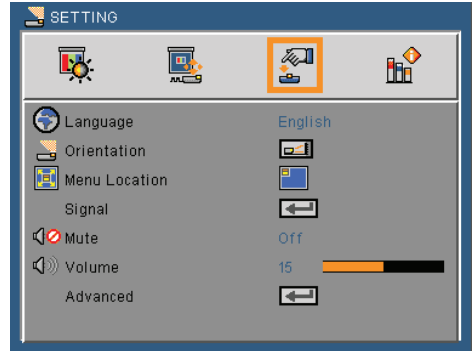 SETTING
Language English
Orientation
Menu Location
Signal
Mute Off
Volume 15
Advanced